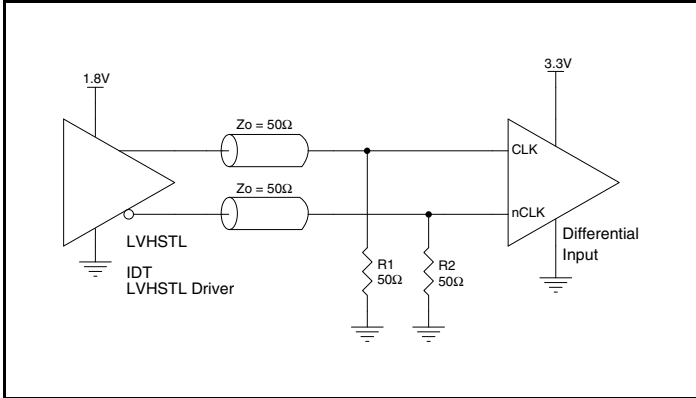 3.3V
1.8V
Zo = 50Ω
CLK
Zo = 50Ω
nCLK
LVHSTL
IDT
LVHSTL Driver
R1
50Ω
R2
50Ω
Differential
Input